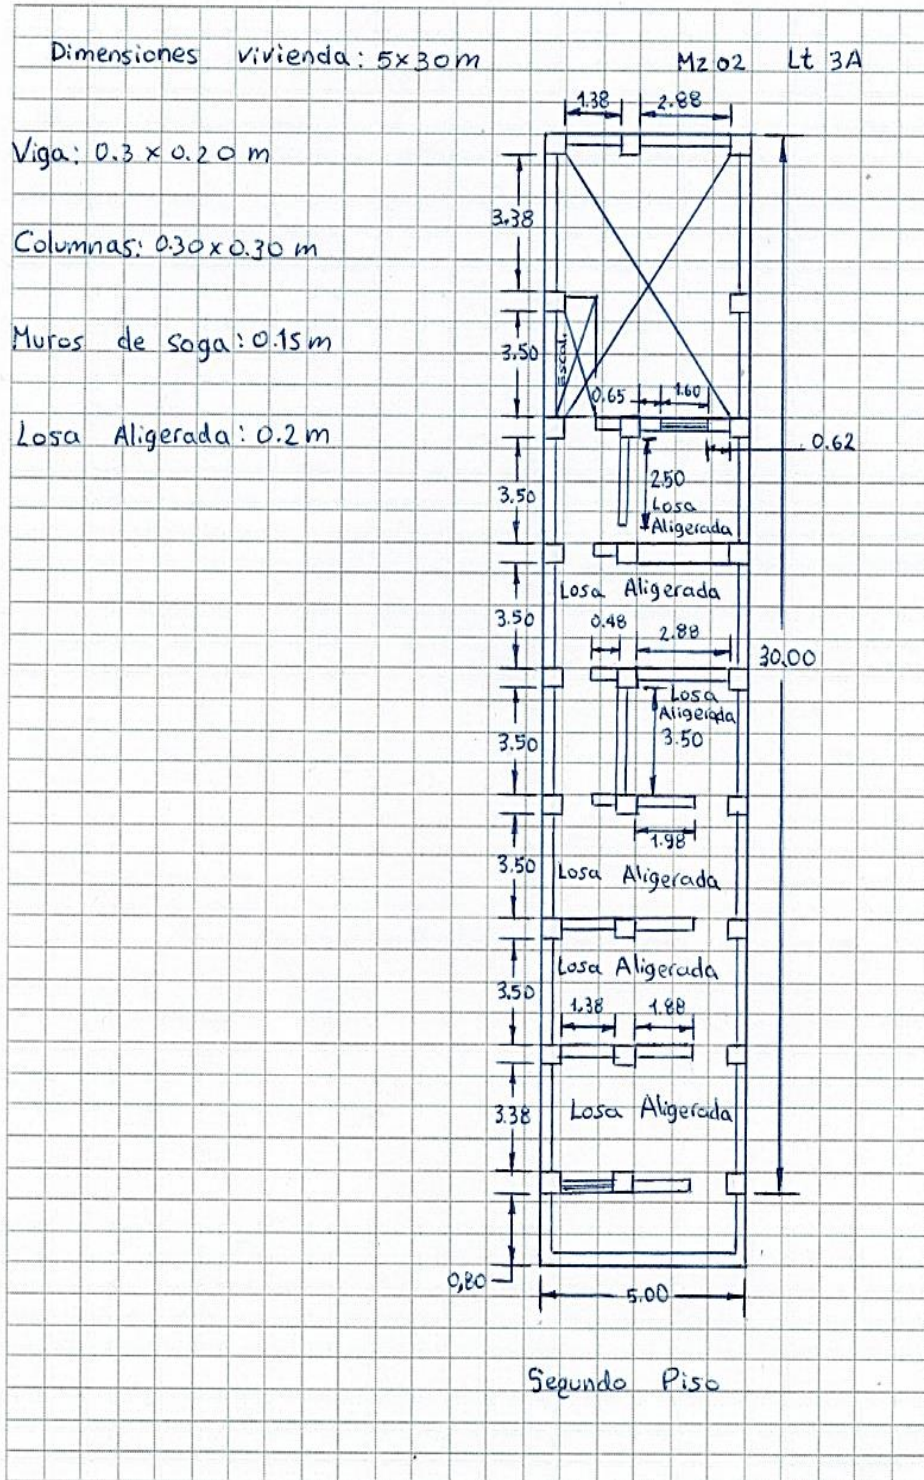 Dimensiones vivienda: 5x30m
Mz 02 Lt 3A
1.38 2.88
Viga: 0.3 x 0.20 m
3.38
Columnas: 0.30x0.30 m
Muros de soga: 0.15m
3.50
Escal.
0.65 1.60
Losa Aligerada: 0.2m
0.62
3.50
2.50
Losa
Aligerada
Losa Aligerada
3.50
0.48 2.88
30.00
Losa
Aligerada
3.50
3.50
1.98
3.50
Losa Aligerada
Losa Aligerada
3.50
1.38 1.88
3.38
Losa Aligerada
0,80
5.00
Segundo Piso